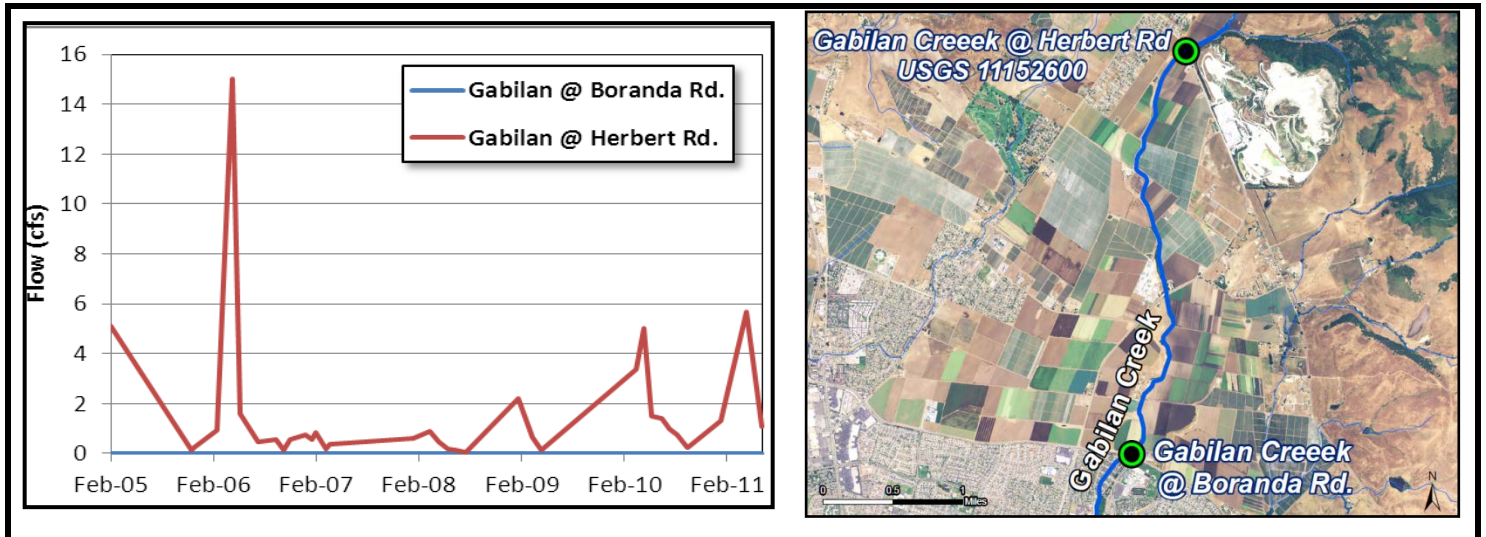 16
14
12
10
8
6
4
2
0
Flow (cfs)
Gabilan @ Boranda Rd.
Gabilan @ Herbert Rd.
Feb-05 Feb-06 Feb-07 Feb-08 Feb-09 Feb-10 Feb-11
Gabilan Creeek @ Herbert Rd
USGS 11152600
Gabilan Creek
Gabilan Creeek
@ Boranda Rd.
0 0.5 1
Miles
N